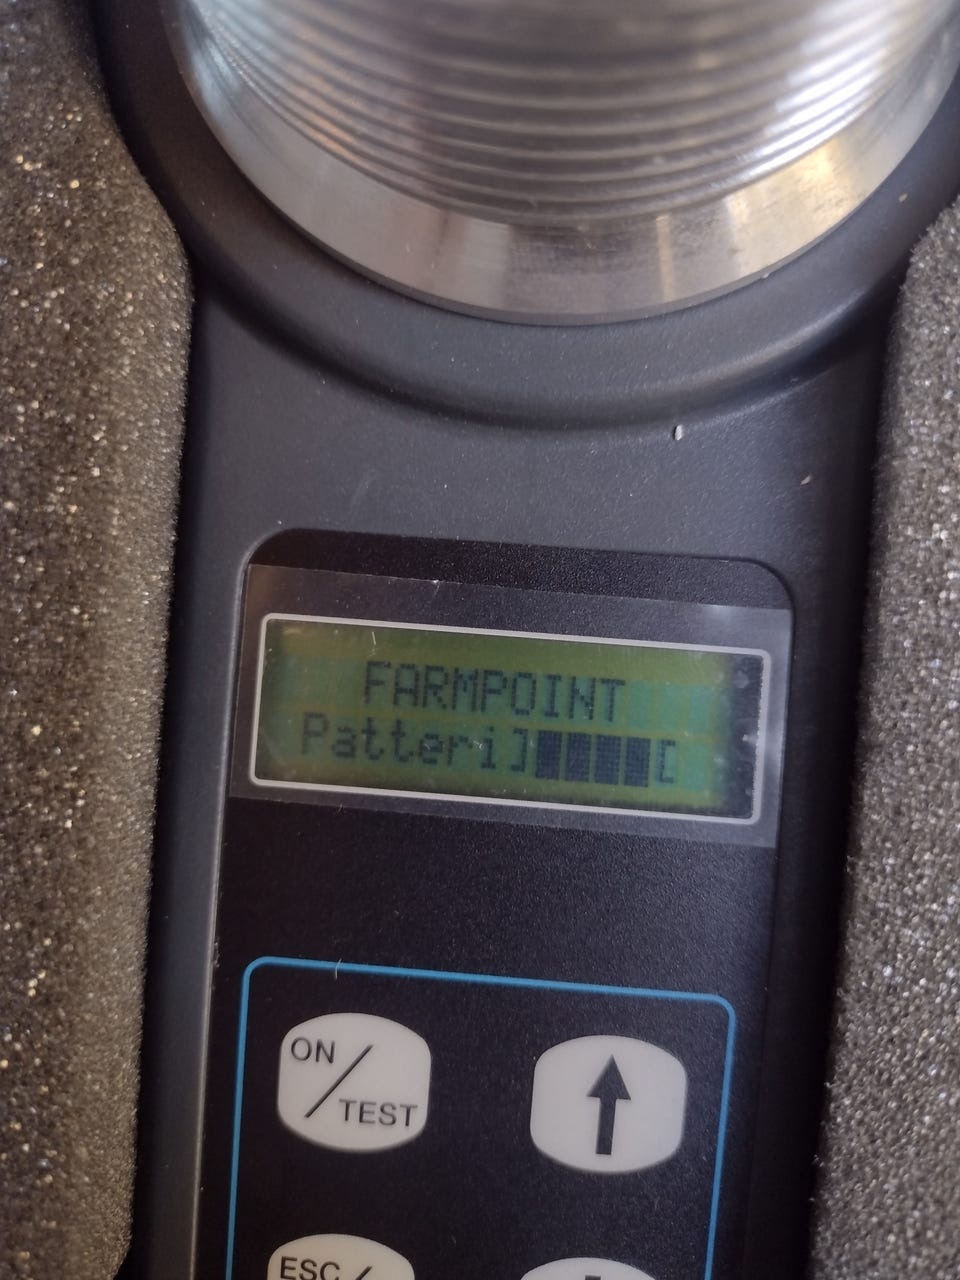 FARMPOINT
Patteri]████[
ON/TEST
ESC/